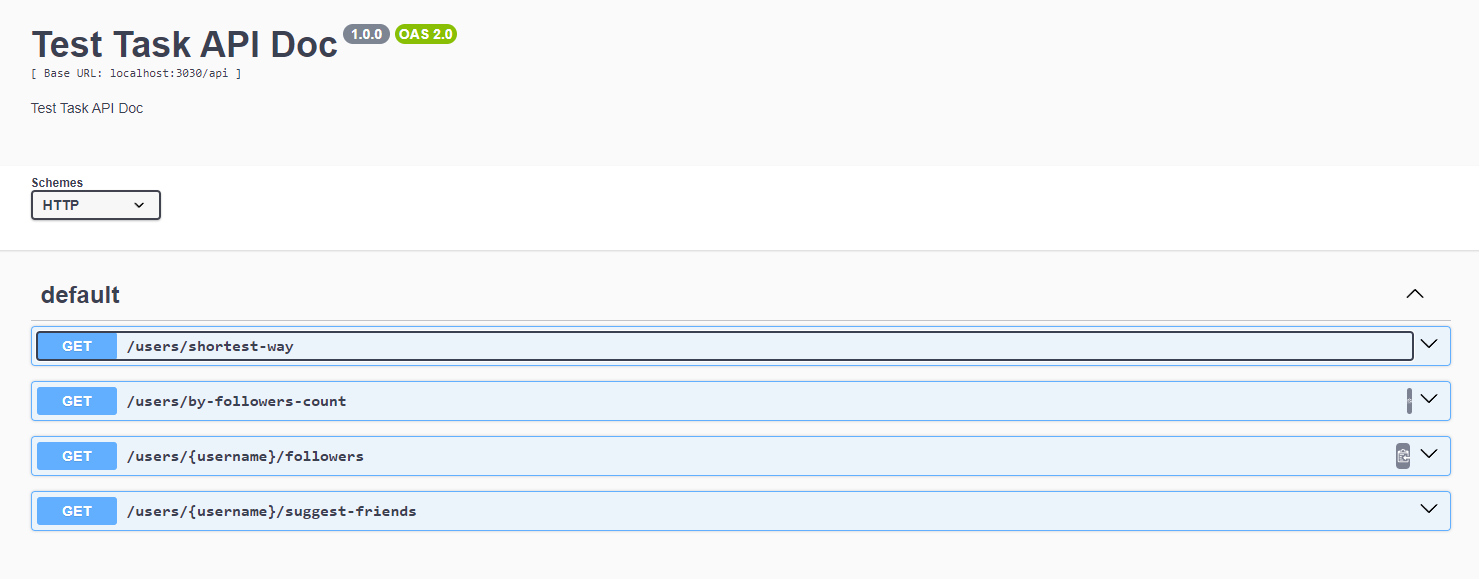 Test Task API Doc 1.0.0 OAS 2.0
[ Base URL: localhost:3030/api ]
Test Task API Doc
Schemes
HTTP
default
GET /users/shortest-way
GET /users/by-followers-count
GET /users/{username}/followers
GET /users/{username}/suggest-friends